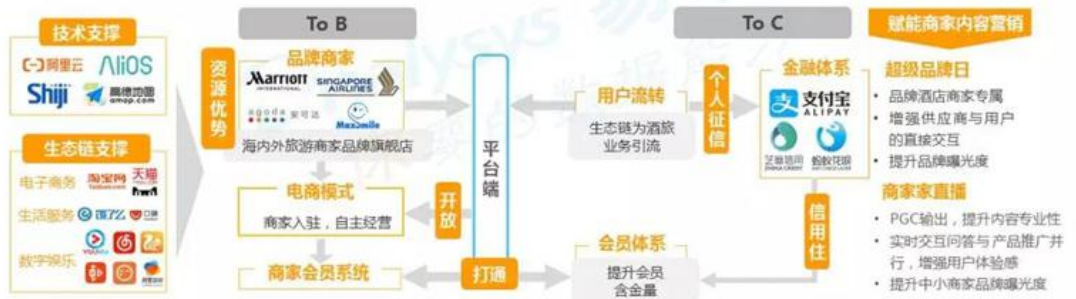 技术支撑
阿里云
AliOS
Shiji
高德地图
amap.com
生态链支撑
电子商务
淘宝网
Taobao.com
天猫
生活服务
饿了么
口碑
数字娱乐
YOUKU
资源优势
To B
品牌商家
Marriott
INTERNATIONAL
SINGAPORE
AIRLINES
agoda
安可达
Maxsmile
海内外旅游商家品牌旗舰店
电商模式
商家入驻,自主经营
商家会员系统
开放
平台端
打通
To C
用户流转
生态链为酒旅
业务引流
个人征信
金融体系
支付宝
ALIPAY
芝麻信用
蚂蚁花呗
信用住
会员体系
提升会员
含金量
赋能商家内容营销
超级品牌日
• 品牌酒店商家专属
• 增强供应商与用户
的直接交互
• 提升品牌曝光度
商家家直播
• PGC输出,提升内容专业性
• 实时交互问答与产品推广并
行,增强用户体验感
• 提升中小商家品牌曝光度